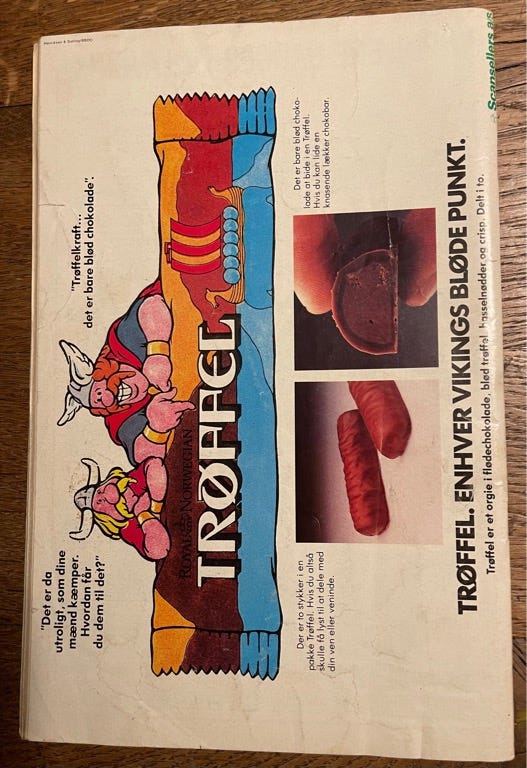 "Det er da
utroligt, som dine
mænd kæmper.
Hvordan får
du dem til det?"
"Trøffelkraft...
det er bare blød chokolade".
ROYAL NORWEGIAN
TRØFFEL
Der er to stykker i en
pakke Trøffel. Hvis du altså
skulle få lyst til at dele med
din ven eller veninde.
Det er bare blød choko-
lade at bide i en Trøffel.
Hvis du kan lide en
knasende lækker chokobar.
TRØFFEL. ENHVER VIKINGS BLØDE PUNKT.
Trøffel er et orgie i flødechokolade, blød trøffel, hasselnødder og crisp. Delt i to.
Scansellers a/s